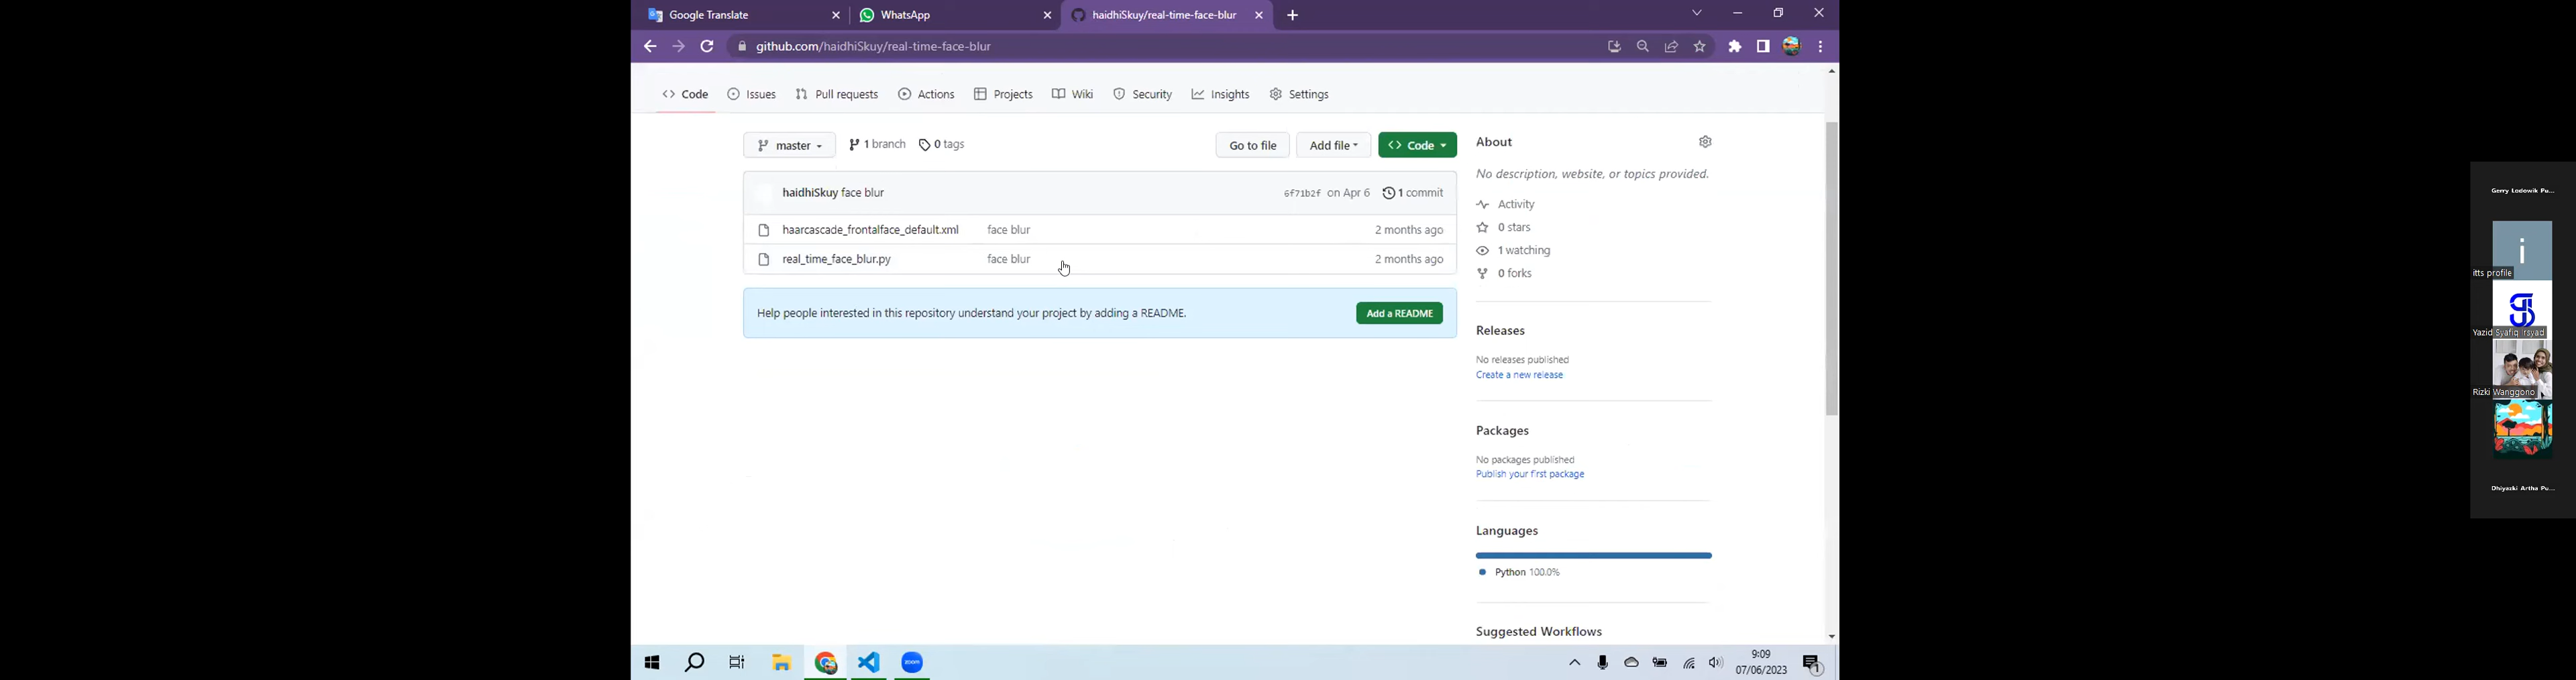 Google Translate
WhatsApp
haidhiSkuy/real-time-face-blur
github.com/haidhiSkuy/real-time-face-blur
Code Issues Pull requests Actions Projects Wiki Security Insights Settings
master 1 branch 0 tags Go to file Add file Code
haidhiSkuy face blur 6f71b2f on Apr 6 1 commit
haarcascade_frontalface_default.xml face blur 2 months ago
real_time_face_blur.py face blur 2 months ago
Help people interested in this repository understand your project by adding a README. Add a README
About
No description, website, or topics provided.
Activity
0 stars
1 watching
0 forks
Releases
No releases published
Create a new release
Packages
No packages published
Publish your first package
Languages
Python 100.0%
Suggested Workflows
zoom
9:09
07/06/2023
1
Gerry Lodowik Pu...
i
itts profile
Yazid Syafiq Irsyad
Rizki Wanggono
Dhiyazki Artha Pu...